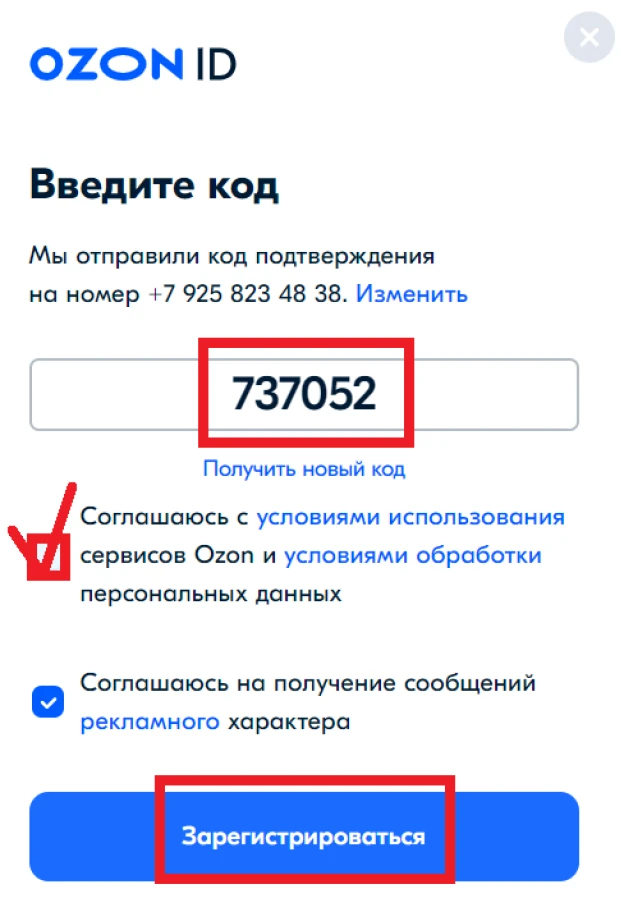 OZON ID
Введите код
Мы отправили код подтверждения
на номер +7 925 823 48 38. Изменить
737052
Получить новый код
Соглашаюсь с условиями использования
сервисов Ozon и условиями обработки
персональных данных
Соглашаюсь на получение сообщений
рекламного характера
Зарегистрироваться